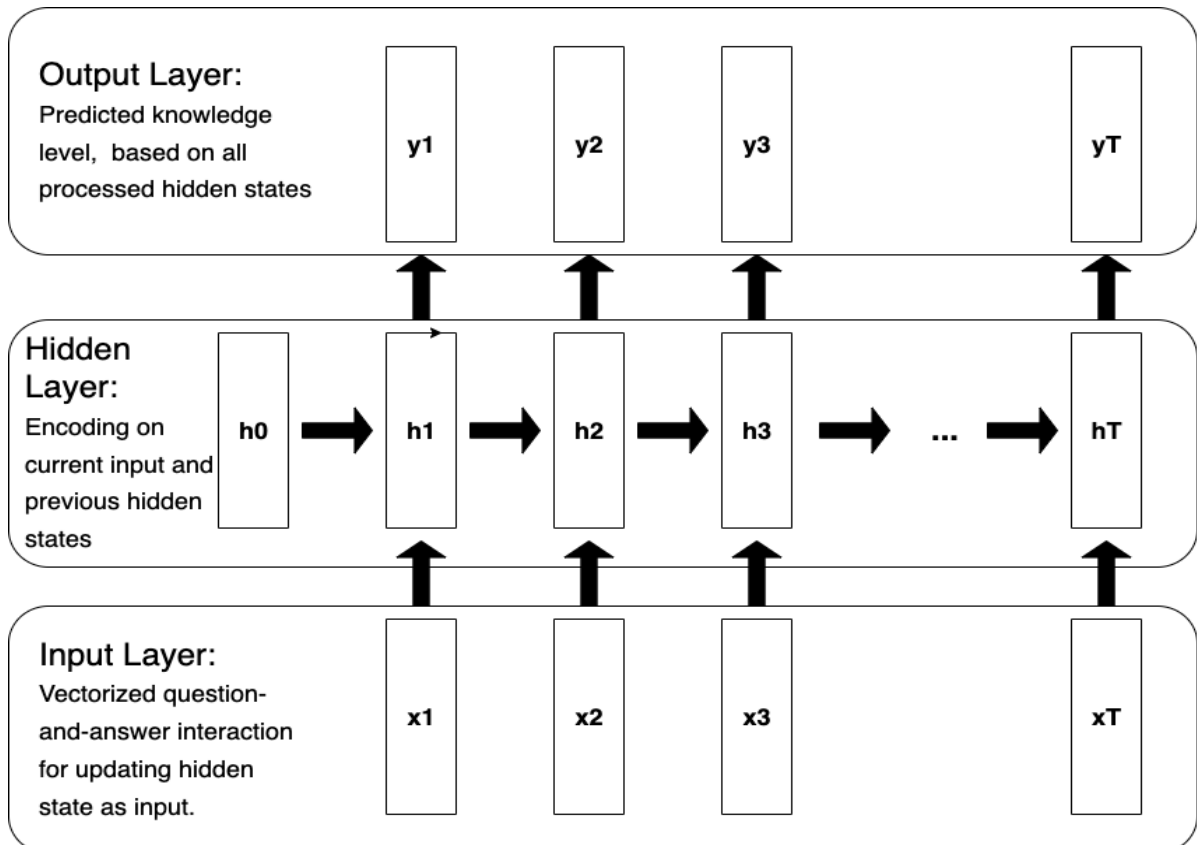 Output Layer:
Predicted knowledge
level,  based on all
processed hidden states
y1
y2
y3
yT
Hidden
Layer:
Encoding on
current input and
previous hidden
states
h0
h1
h2
h3
...
hT
Input Layer:
Vectorized question-
and-answer interaction
for updating hidden
state as input.
x1
x2
x3
xT